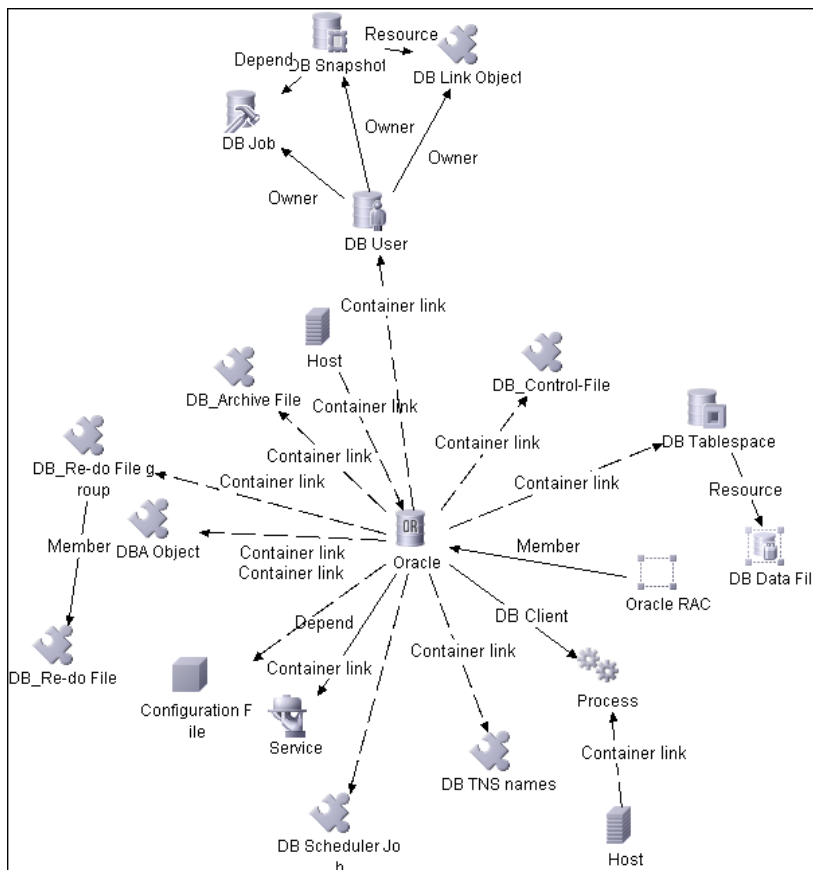 Resource
Depend
DB Snapshot
DB Link Object
DB Job
Owner
Owner
Owner
DB User
Container link
Host
DB_Archive File
Container link
DB_Control-File
DB_Re-do File g
roup
Container link
Container link
DB Tablespace
Container link
Container link
Resource
OR
Member
DBA Object
Container link
Container link
Oracle
Member
Oracle RAC
DB Data Fil
Depend
DB Client
DB_Re-do File
Container link
Container link
Configuration F
ile
Service
Process
Container link
DB TNS names
DB Scheduler Jo
b
Host